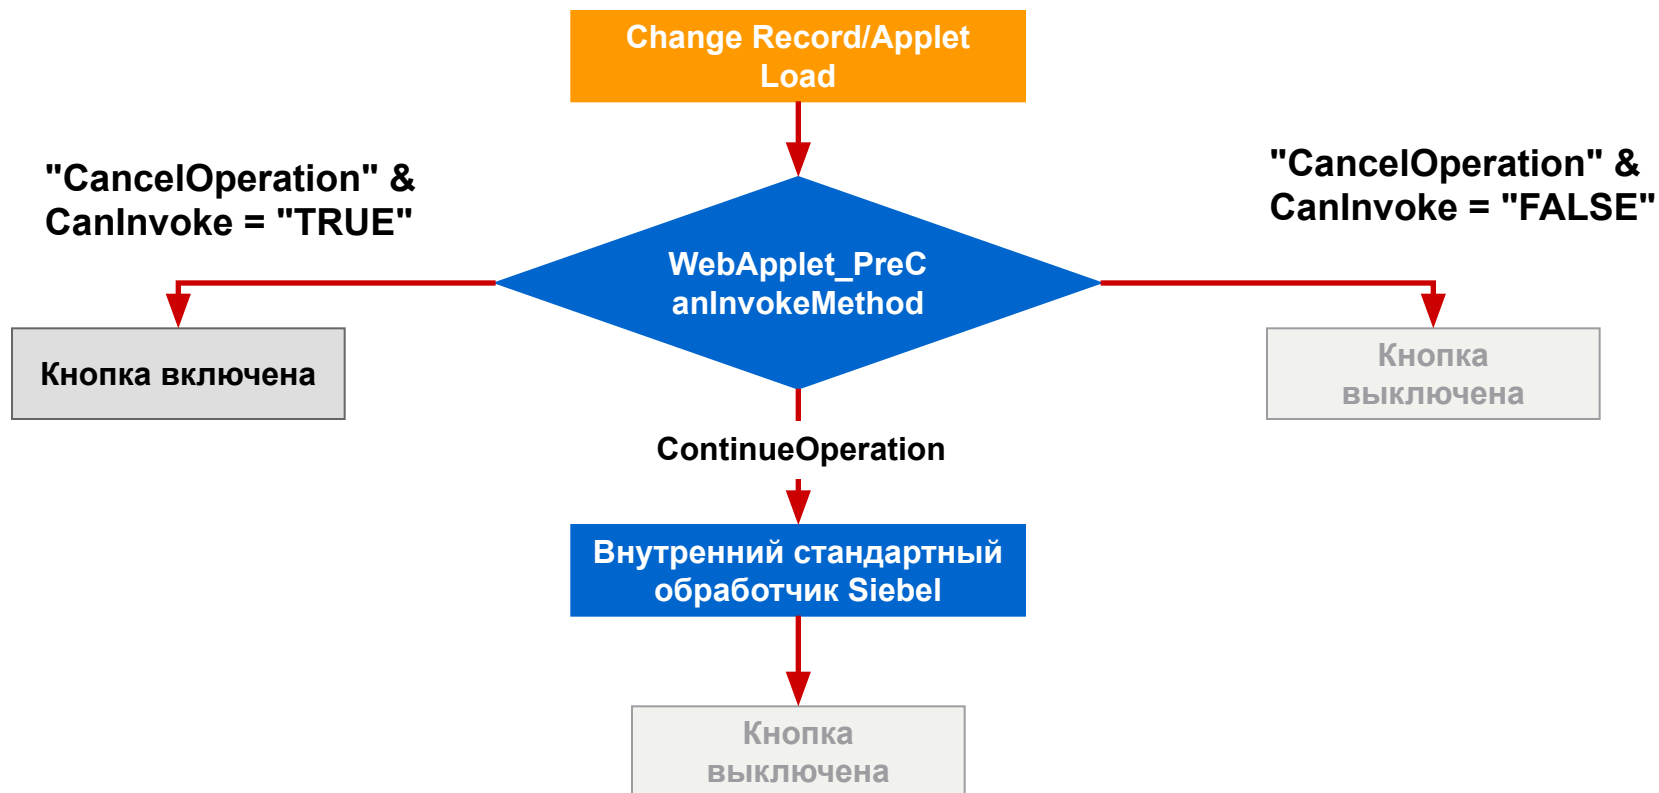 Change Record/Applet
Load
"CancelOperation" &
CanInvoke = "TRUE"
"CancelOperation" &
CanInvoke = "FALSE"
WebApplet_PreC
anInvokeMethod
Кнопка включена
Кнопка
выключена
ContinueOperation
Внутренний стандартный
обработчик Siebel
Кнопка
выключена